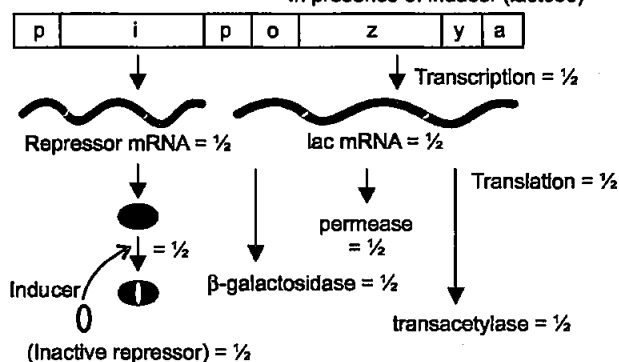 In presence of inducer (lactose)
p i p o z y a
Transcription = ½
Repressor mRNA = ½
lac mRNA = ½
Translation = ½
permease
= ½
= ½
Inducer
β-galactosidase = ½
transacetylase = ½
(Inactive repressor) = ½